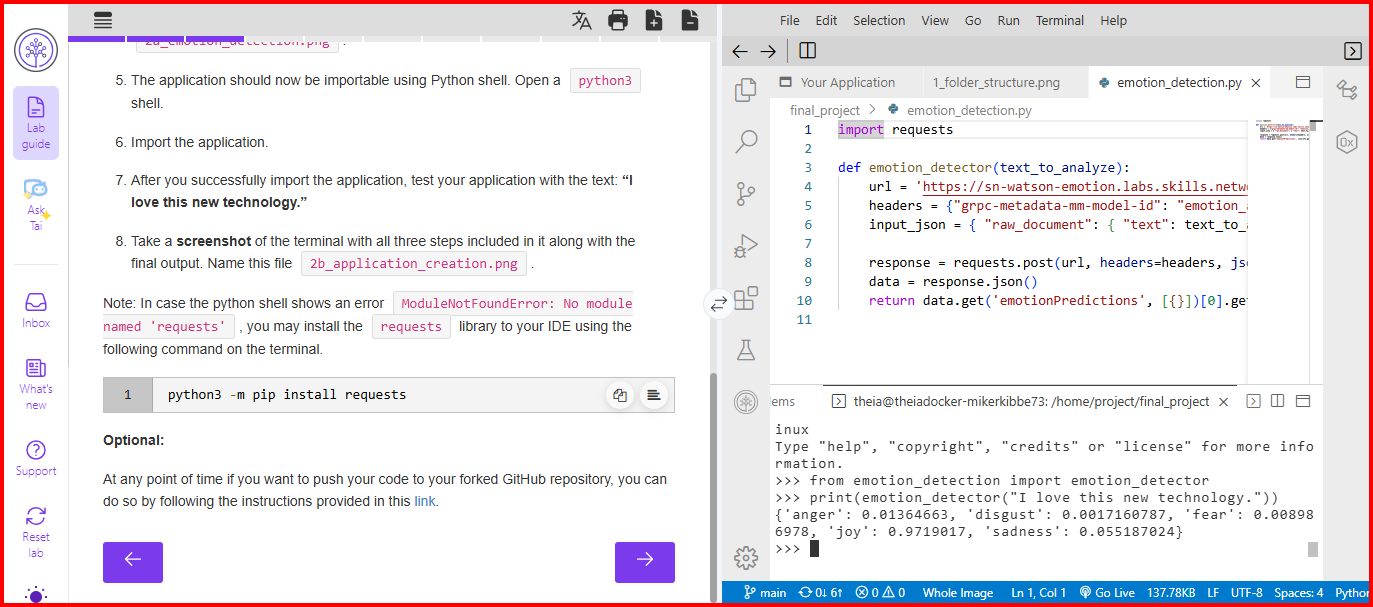 2a_emotion_detection.png .
5. The application should now be importable using Python shell. Open a python3
shell.
6. Import the application.
7. After you successfully import the application, test your application with the text: “I
love this new technology.”
8. Take a screenshot of the terminal with all three steps included in it along with the
final output. Name this file 2b_application_creation.png .
Note: In case the python shell shows an error ModuleNotFoundError: No module
named 'requests' , you may install the requests library to your IDE using the
following command on the terminal.
1 python3 -m pip install requests
Optional:
At any point of time if you want to push your code to your forked GitHub repository, you can
do so by following the instructions provided in this link.
Lab
guide
Ask
Tai
Inbox
What's
new
Support
Reset
lab
File Edit Selection View Go Run Terminal Help
Your Application 1_folder_structure.png emotion_detection.py
final_project > emotion_detection.py
1 import requests
2
3 def emotion_detector(text_to_analyze):
4 url = 'https://sn-watson-emotion.labs.skills.netwo
5 headers = {"grpc-metadata-mm-model-id": "emotion_a
6 input_json = { "raw_document": { "text": text_to_a
7
8 response = requests.post(url, headers=headers, jso
9 data = response.json()
10 return data.get('emotionPredictions', [{}])[0].ge
11
ems theia@theiadocker-mikerkibbe73: /home/project/final_project
inux
Type "help", "copyright", "credits" or "license" for more info
rmation.
>>> from emotion_detection import emotion_detector
>>> print(emotion_detector("I love this new technology."))
{'anger': 0.01364663, 'disgust': 0.0017160787, 'fear': 0.00898
6978, 'joy': 0.9719017, 'sadness': 0.055187024}
>>>
main 0↓ 6↑ 0 0 Whole Image Ln 1, Col 1 Go Live 137.78KB LF UTF-8 Spaces: 4 Python